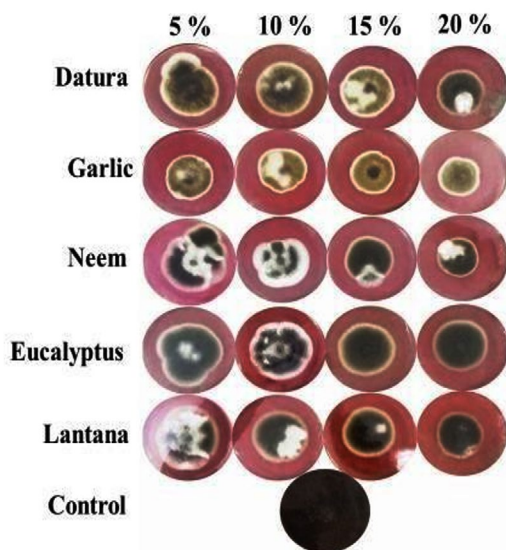 5 % 10 % 15 % 20 %
Datura
Garlic
Neem
Eucalyptus
Lantana
Control